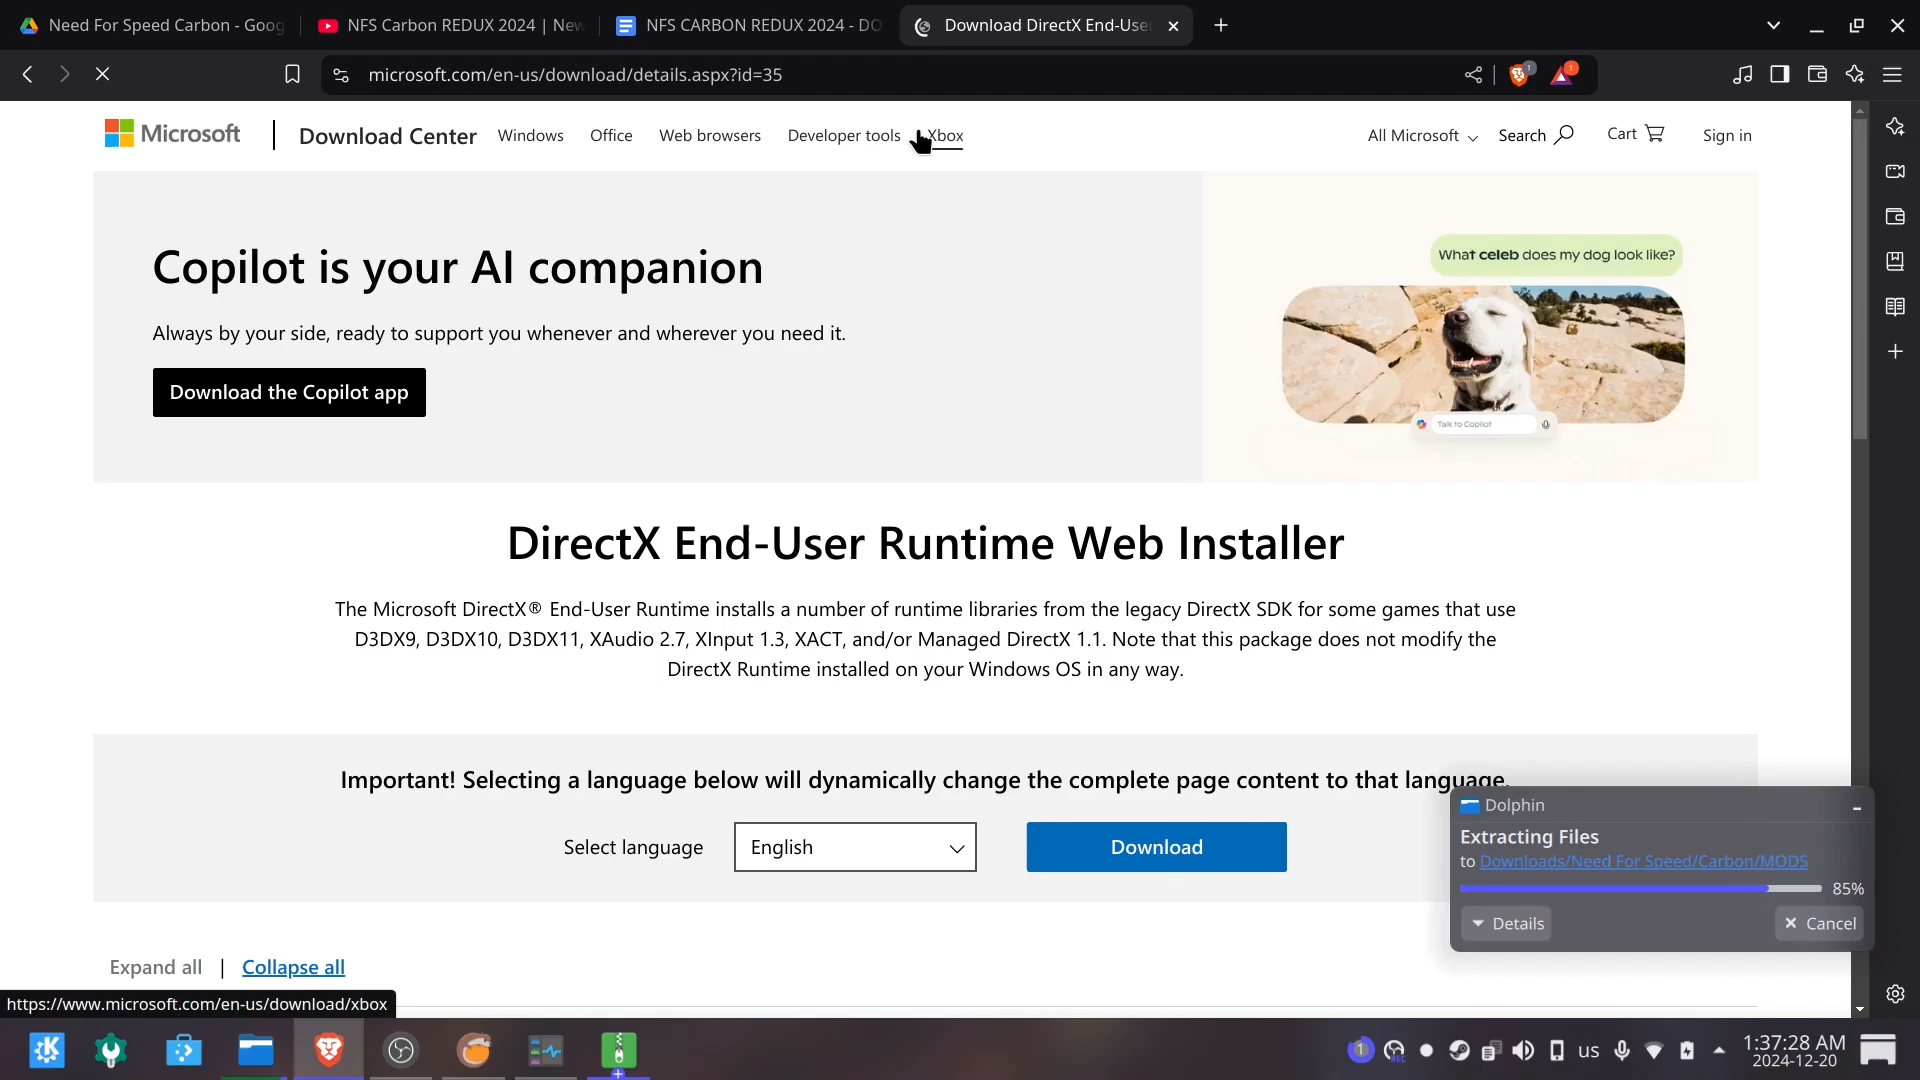 Need For Speed Carbon - Goog
NFS Carbon REDUX 2024 | New
NFS CARBON REDUX 2024 - DO
Download DirectX End-Use
microsoft.com/en-us/download/details.aspx?id=35
1
1
Microsoft
Download Center
Windows
Office
Web browsers
Developer tools
Xbox
All Microsoft
Search
Cart
Sign in
Copilot is your AI companion
Always by your side, ready to support you whenever and wherever you need it.
Download the Copilot app
What celeb does my dog look like?
Talk to Copilot
DirectX End-User Runtime Web Installer
The Microsoft DirectX® End-User Runtime installs a number of runtime libraries from the legacy DirectX SDK for some games that use
D3DX9, D3DX10, D3DX11, XAudio 2.7, XInput 1.3, XACT, and/or Managed DirectX 1.1. Note that this package does not modify the
DirectX Runtime installed on your Windows OS in any way.
Important! Selecting a language below will dynamically change the complete page content to that language.
Select language
English
Download
Dolphin
Extracting Files
to Downloads/Need For Speed/Carbon/MODS
85%
Details
Cancel
Expand all | Collapse all
https://www.microsoft.com/en-us/download/xbox
1
REC
us
1:37:28 AM
2024-12-20